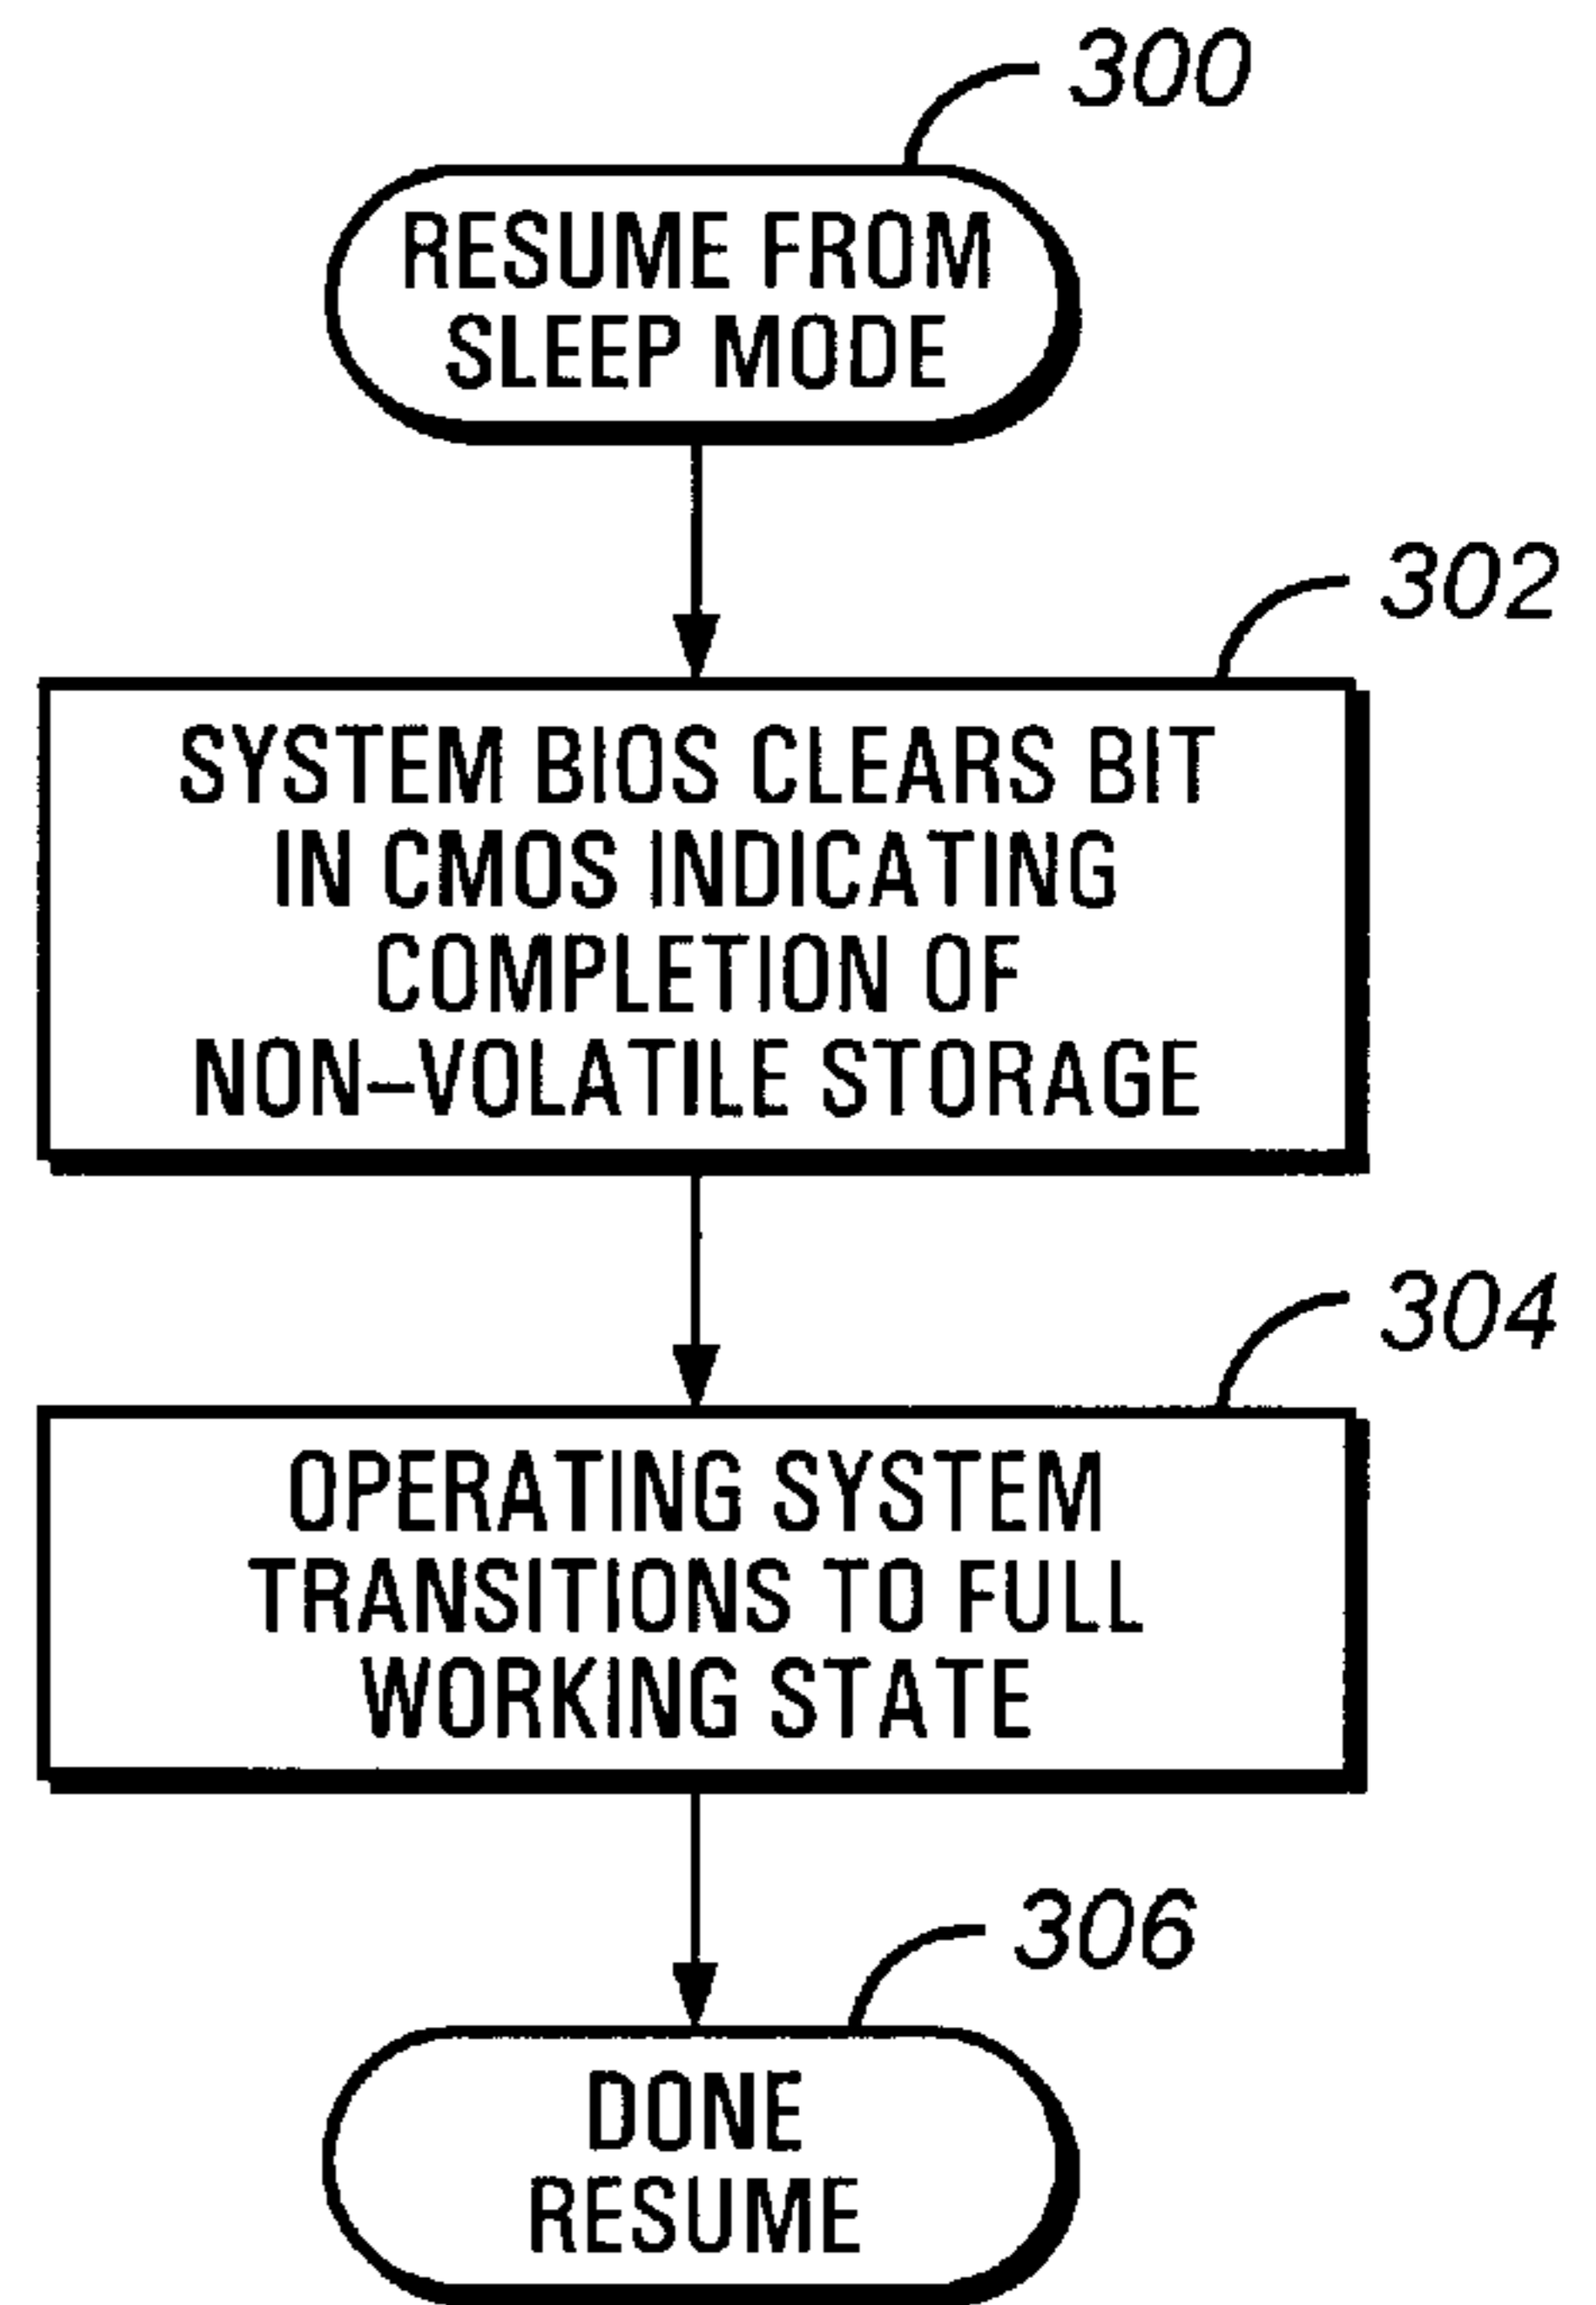 300
RESUME FROM
SLEEP MODE
302
SYSTEM BIOS CLEARS BIT
IN CMOS INDICATING
COMPLETION OF
NON–VOLATILE STORAGE
304
OPERATING SYSTEM
TRANSITIONS TO FULL
WORKING STATE
306
DONE
RESUME